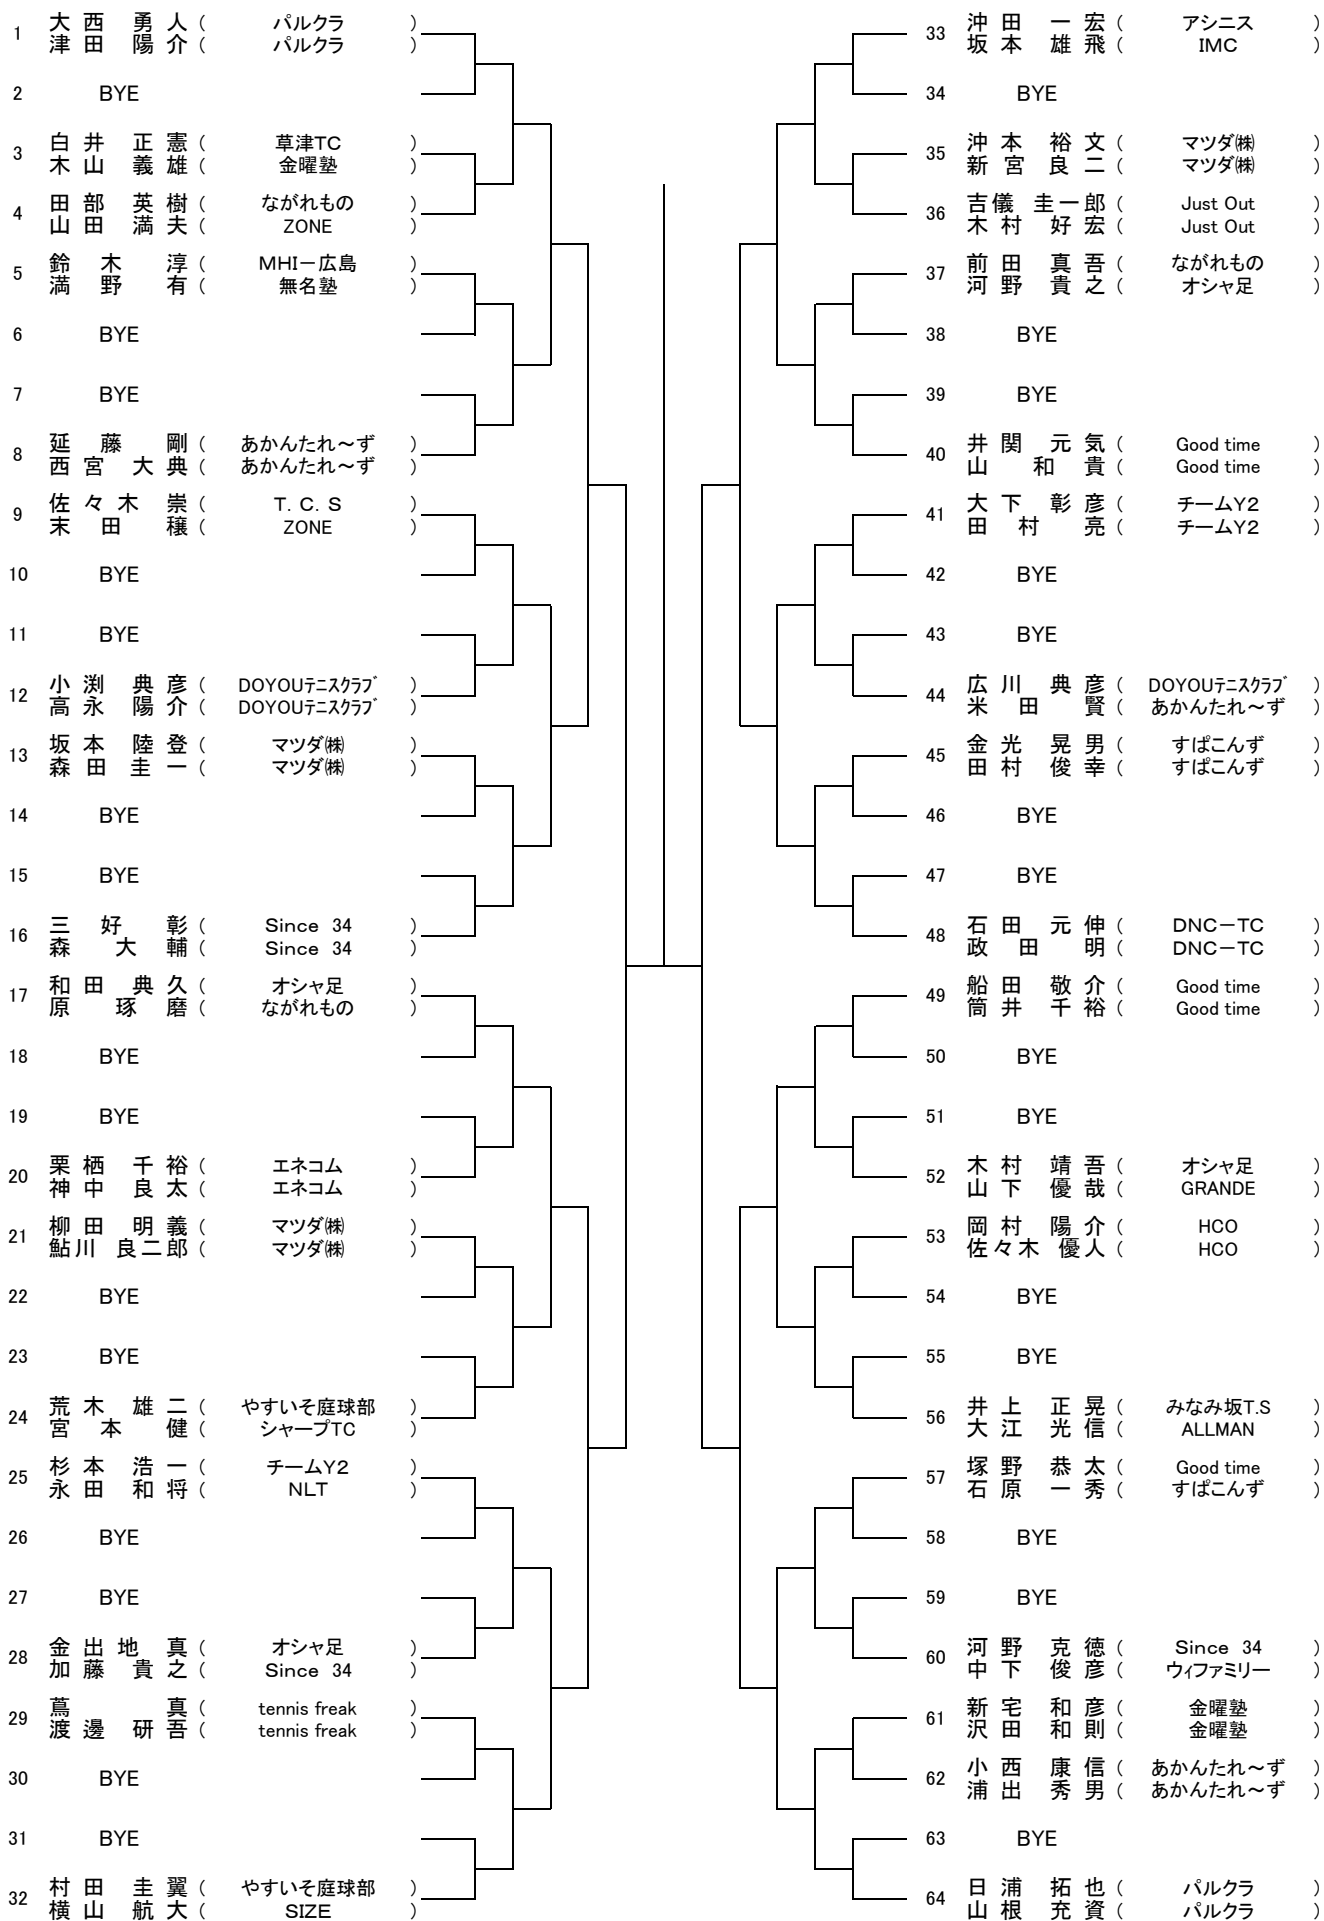 1 大西 勇人 ( パルクラ )
津田 陽介 ( パルクラ )
2 BYE
3 白井 正憲 ( 草津TC )
木山 義雄 ( 金曜塾 )
4 田部 英樹 ( ながれもの )
山田 満夫 ( ZONE )
5 鈴木 淳 ( MHI－広島 )
満野 有 ( 無名塾 )
6 BYE
7 BYE
8 延藤 剛 ( あかんたれ～ず )
西宮 大典 ( あかんたれ～ず )
9 佐々木 崇 ( T．C．S )
末田 穣 ( ZONE )
10 BYE
11 BYE
12 小渕 典彦 ( DOYOUﾃﾆｽｸﾗﾌﾞ )
高永 陽介 ( DOYOUﾃﾆｽｸﾗﾌﾞ )
13 坂本 陸登 ( マツダ㈱ )
森田 圭一 ( マツダ㈱ )
14 BYE
15 BYE
16 三好 彰 ( Since 34 )
森 大輔 ( Since 34 )
17 和田 典久 ( オシャ足 )
原 琢磨 ( ながれもの )
18 BYE
19 BYE
20 栗栖 千裕 ( エネコム )
神中 良太 ( エネコム )
21 柳田 明義 ( マツダ㈱ )
鮎川 良二郎 ( マツダ㈱ )
22 BYE
23 BYE
24 荒木 雄二 ( やすいそ庭球部 )
宮本 健 ( シャープTC )
25 杉本 浩一 ( チームY2 )
永田 和将 ( NLT )
26 BYE
27 BYE
28 金出地 真 ( オシャ足 )
加藤 貴之 ( Since 34 )
29 蔦 真 ( tennis freak )
渡邊 研吾 ( tennis freak )
30 BYE
31 BYE
32 村田 圭翼 ( やすいそ庭球部 )
横山 航大 ( SIZE )
33 沖田 一宏 ( アシニス )
坂本 雄飛 ( IMC )
34 BYE
35 沖本 裕文 ( マツダ㈱ )
新宮 良二 ( マツダ㈱ )
36 吉儀 圭一郎 ( Just Out )
木村 好宏 ( Just Out )
37 前田 真吾 ( ながれもの )
河野 貴之 ( オシャ足 )
38 BYE
39 BYE
40 井関 元気 ( Good time )
山 和貴 ( Good time )
41 大下 彰彦 ( チームY2 )
田村 亮 ( チームY2 )
42 BYE
43 BYE
44 広川 典彦 ( DOYOUﾃﾆｽｸﾗﾌﾞ )
米田 賢 ( あかんたれ～ず )
45 金光 晃男 ( すぱこんず )
田村 俊幸 ( すぱこんず )
46 BYE
47 BYE
48 石田 元伸 ( DNC－TC )
政田 明 ( DNC－TC )
49 船田 敬介 ( Good time )
筒井 千裕 ( Good time )
50 BYE
51 BYE
52 木村 靖吾 ( オシャ足 )
山下 優哉 ( GRANDE )
53 岡村 陽介 ( HCO )
佐々木 優人 ( HCO )
54 BYE
55 BYE
56 井上 正晃 ( みなみ坂T.S )
大江 光信 ( ALLMAN )
57 塚野 恭太 ( Good time )
石原 一秀 ( すぱこんず )
58 BYE
59 BYE
60 河野 克徳 ( Since 34 )
中下 俊彦 ( ウィファミリー )
61 新宅 和彦 ( 金曜塾 )
沢田 和則 ( 金曜塾 )
62 小西 康信 ( あかんたれ～ず )
浦出 秀男 ( あかんたれ～ず )
63 BYE
64 日浦 拓也 ( パルクラ )
山根 充資 ( パルクラ )